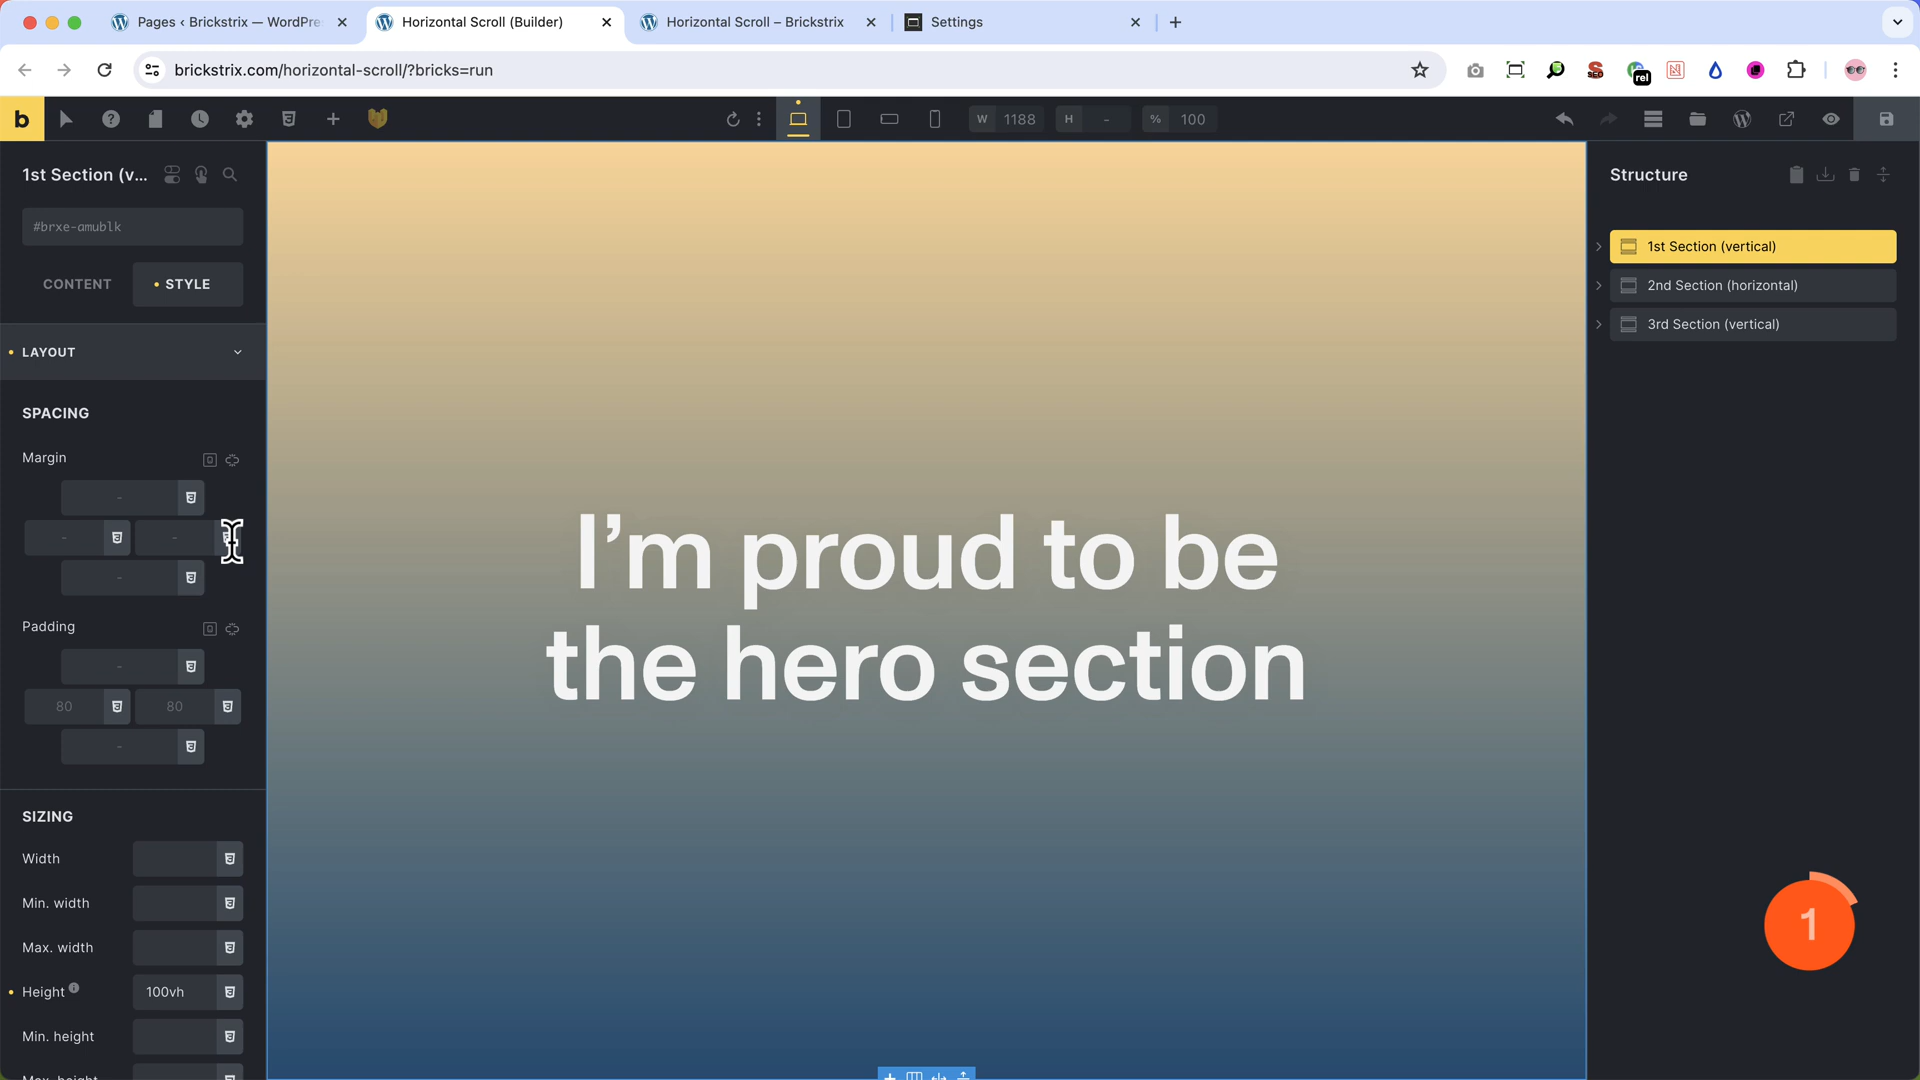 Pages ‹ Brickstrix — WordPre
Horizontal Scroll (Builder)
Horizontal Scroll – Brickstrix
Settings
brickstrix.com/horizontal-scroll/?bricks=run
SEO
rel
b
W 1188
H -
% 100
1st Section (v...
#brxe-amublk
CONTENT
STYLE
LAYOUT
SPACING
Margin
-
- -
-
Padding
-
80 80
-
SIZING
Width
Min. width
Max. width
Height
100vh
Min. height
I'm proud to be
the hero section
Structure
1st Section (vertical)
2nd Section (horizontal)
3rd Section (vertical)
1